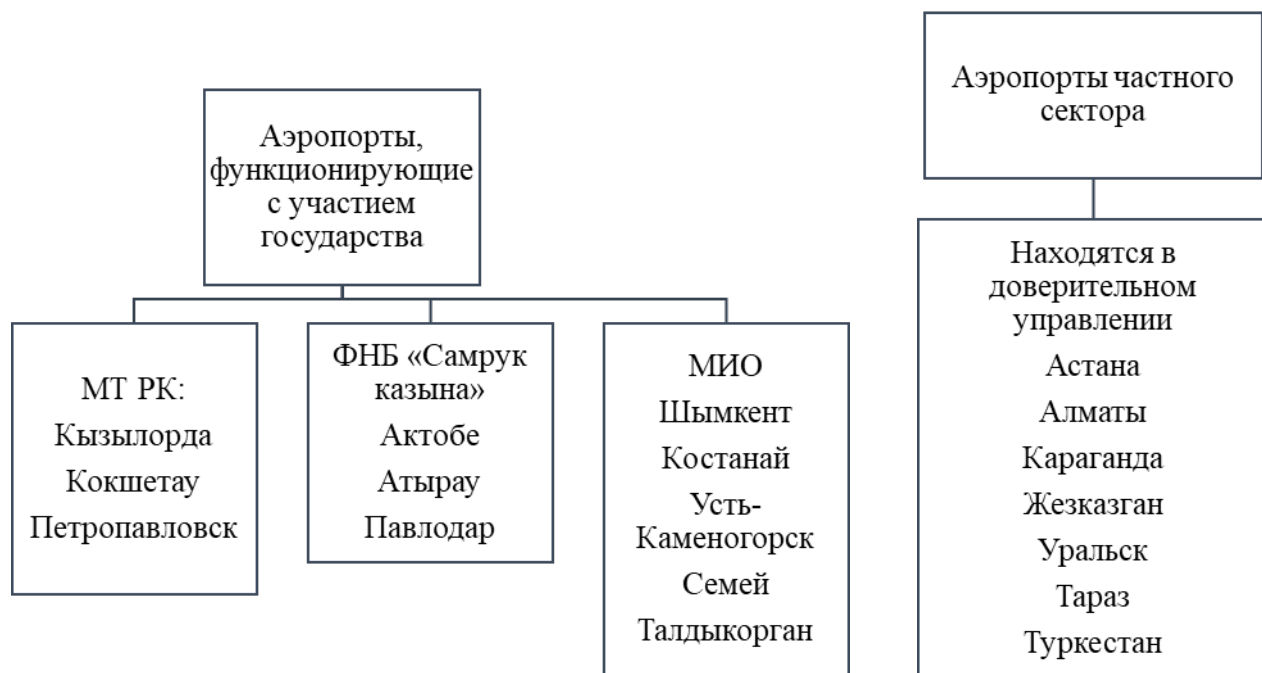 Аэропорты,
функционирующие
с участием
государства
МТ РК:
Кызылорда
Кокшетау
Петропавловск
ФНБ «Самрук
казына»
Актобе
Атырау
Павлодар
МИО
Шымкент
Костанай
Усть-
Каменогорск
Семей
Талдыкорган
Аэропорты частного
сектора
Находятся в
доверительном
управлении
Астана
Алматы
Караганда
Жезказган
Уральск
Тараз
Туркестан